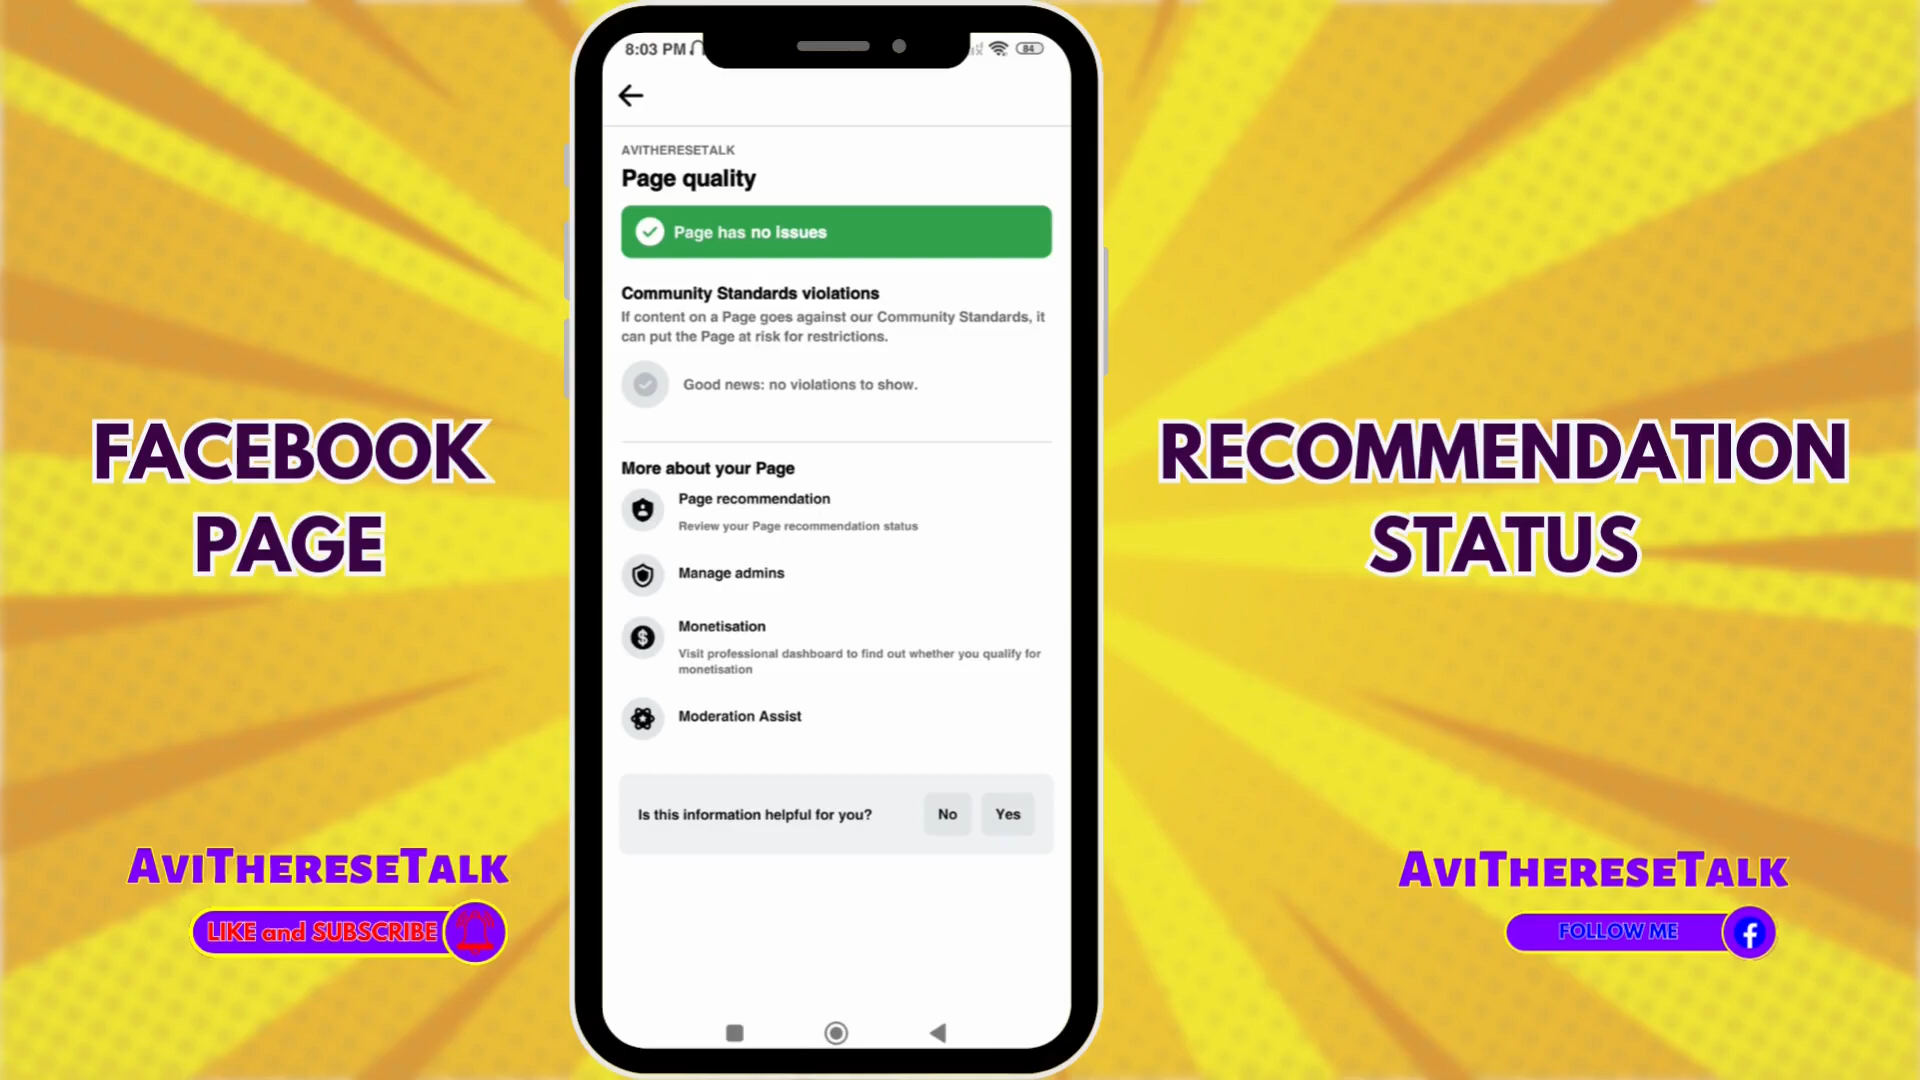 8:03 PM
84
AVITHERESETALK
Page quality
Page has no issues
Community Standards violations
If content on a Page goes against our Community Standards, it
can put the Page at risk for restrictions.
Good news: no violations to show.
More about your Page
Page recommendation
Review your Page recommendation status
Manage admins
Monetisation
Visit professional dashboard to find out whether you qualify for
monetisation
Moderation Assist
Is this information helpful for you?
No
Yes
FACEBOOK
PAGE
RECOMMENDATION
STATUS
AVITHERESETALK
LIKE and SUBSCRIBE
AVITHERESETALK
FOLLOW ME